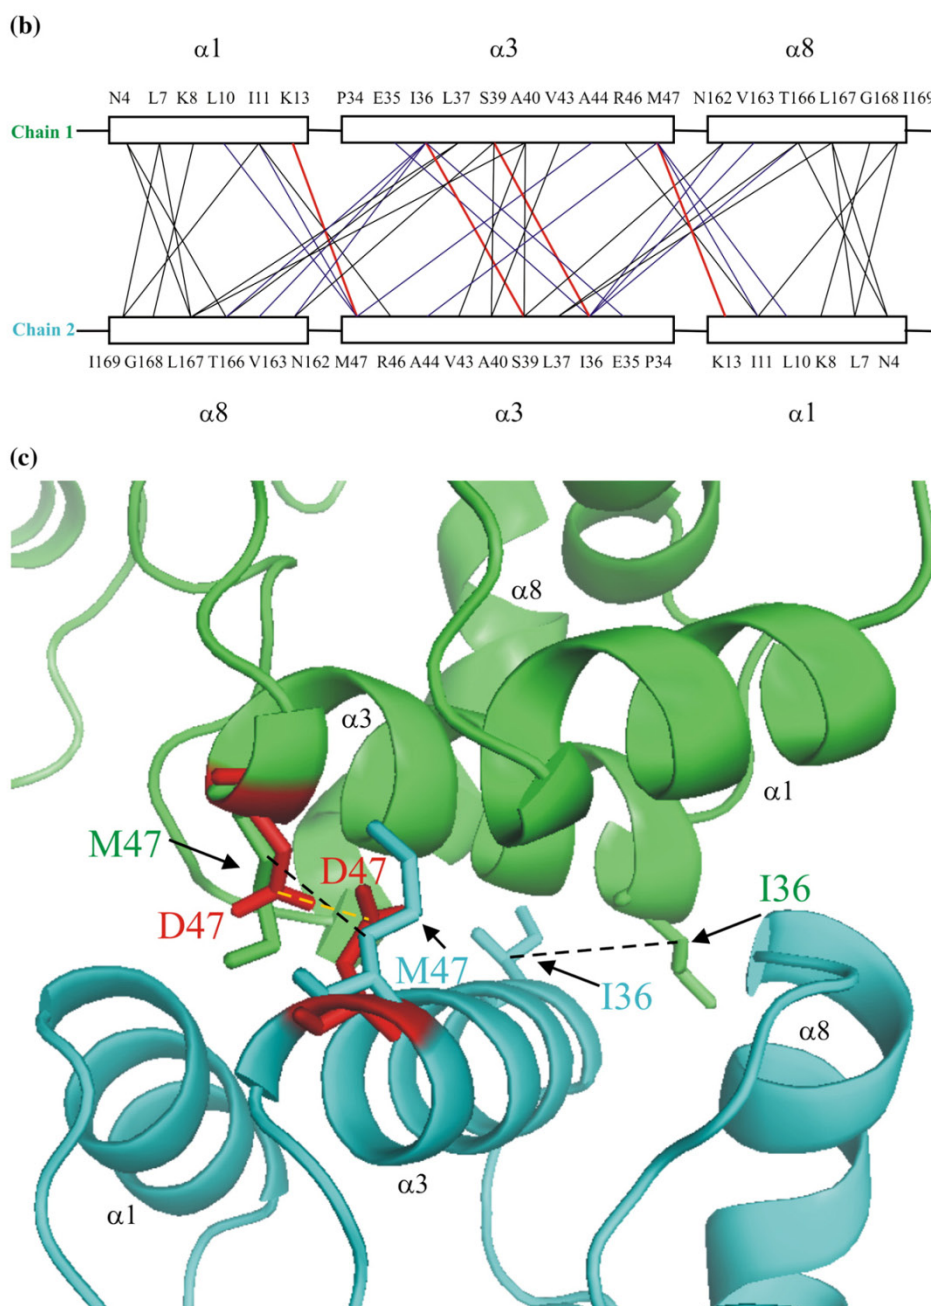 (b)
α1 α3 α8
N4 L7 K8 L10 I11 K13 P34 E35 I36 L37 S39 A40 V43 A44 R46 M47 N162 V163 T166 L167 G168 I169
Chain 1
Chain 2
I169 G168 L167 T166 V163 N162 M47 R46 A44 V43 A40 S39 L37 I36 E35 P34 K13 I11 L10 K8 L7 N4
α8 α3 α1
(c)
α8
α3
α1
M47
D47
I36
D47
M47
I36
α8
α3
α1